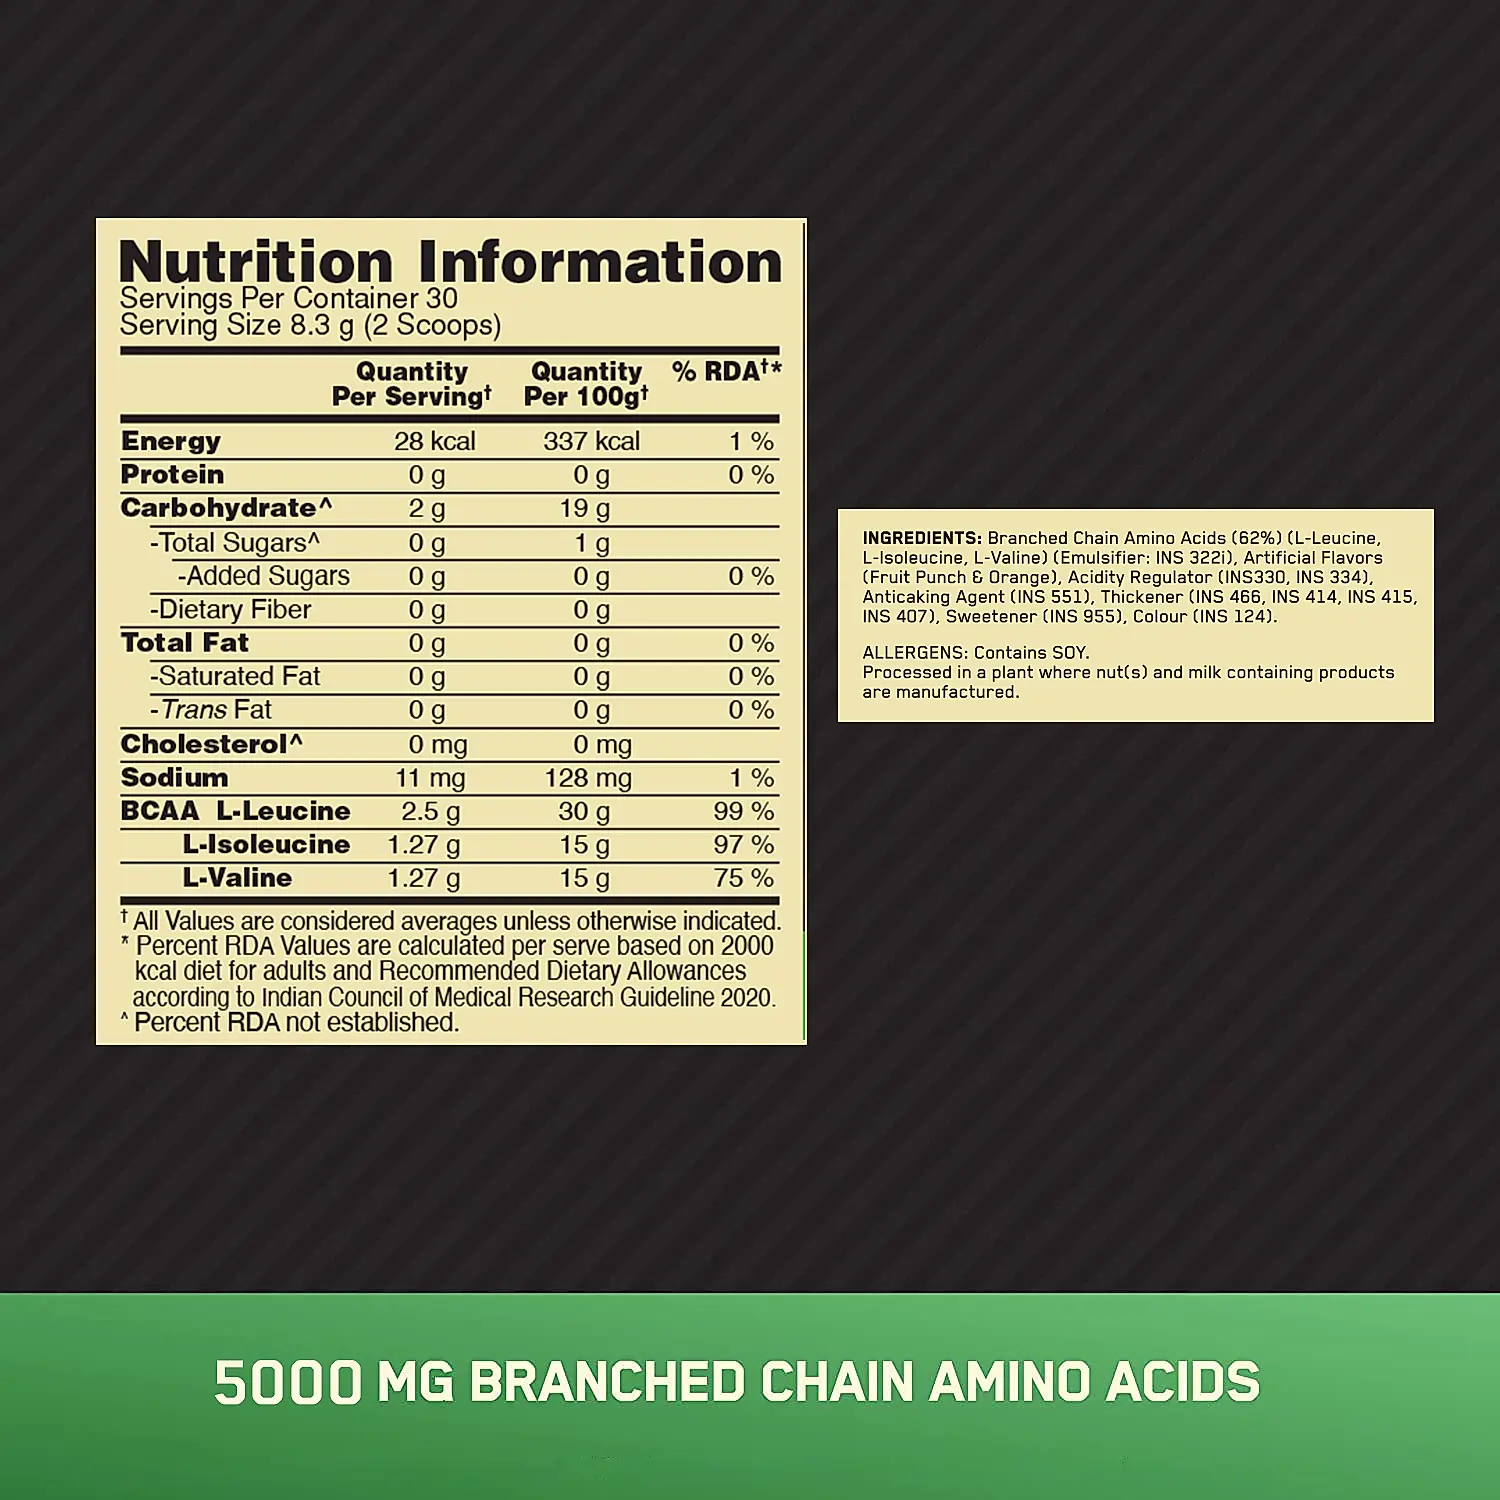 Nutrition Information
Servings Per Container 30
Serving Size 8.3 g (2 Scoops)
Quantity Per Serving† Quantity Per 100g† % RDA†*
Energy 28 kcal 337 kcal 1 %
Protein 0 g 0 g 0 %
Carbohydrate^ 2 g 19 g
-Total Sugars^ 0 g 1 g
-Added Sugars 0 g 0 g 0 %
-Dietary Fiber 0 g 0 g
Total Fat 0 g 0 g 0 %
-Saturated Fat 0 g 0 g 0 %
-Trans Fat 0 g 0 g 0 %
Cholesterol^ 0 mg 0 mg
Sodium 11 mg 128 mg 1 %
BCAA L-Leucine 2.5 g 30 g 99 %
L-Isoleucine 1.27 g 15 g 97 %
L-Valine 1.27 g 15 g 75 %
† All Values are considered averages unless otherwise indicated.
* Percent RDA Values are calculated per serve based on 2000
kcal diet for adults and Recommended Dietary Allowances
according to Indian Council of Medical Research Guideline 2020.
^ Percent RDA not established.
INGREDIENTS: Branched Chain Amino Acids (62%) (L-Leucine,
L-Isoleucine, L-Valine) (Emulsifier: INS 322i), Artificial Flavors
(Fruit Punch & Orange), Acidity Regulator (INS330, INS 334),
Anticaking Agent (INS 551), Thickener (INS 466, INS 414, INS 415,
INS 407), Sweetener (INS 955), Colour (INS 124).
ALLERGENS: Contains SOY.
Processed in a plant where nut(s) and milk containing products
are manufactured.
5000 MG BRANCHED CHAIN AMINO ACIDS